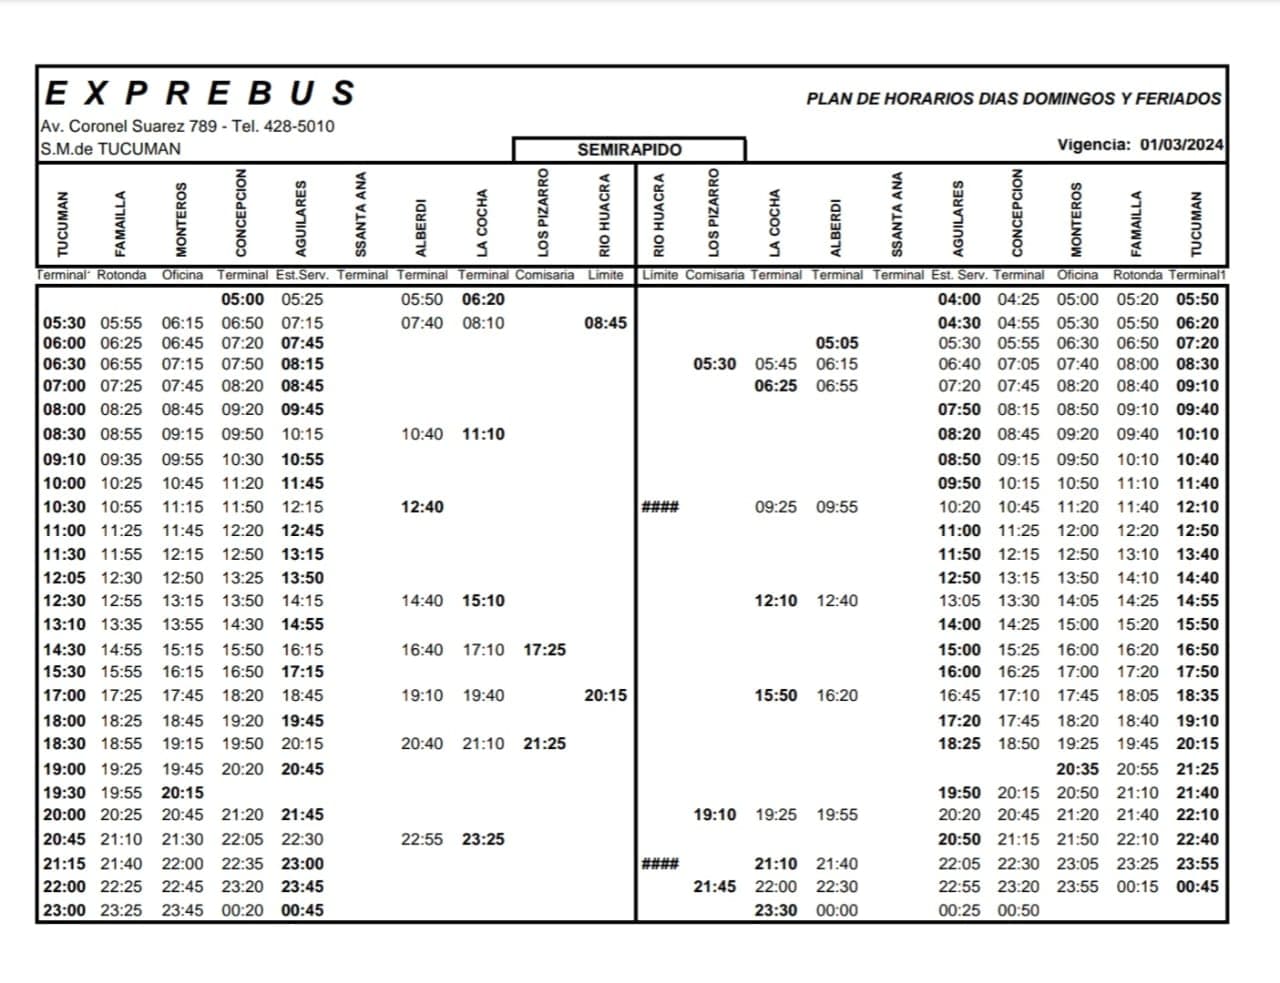 E X P R E B U S
PLAN DE HORARIOS DIAS DOMINGOS Y FERIADOS
Av. Coronel Suarez 789 - Tel. 428-5010
S.M.de TUCUMAN
SEMIRAPIDO
Vigencia: 01/03/2024
TUCUMAN FAMAILLA MONTEROS CONCEPCION AGUILARES SSANTA ANA ALBERDI LA COCHA LOS PIZARRO RIO HUACRA RIO HUACRA LOS PIZARRO LA COCHA ALBERDI SSANTA ANA AGUILARES CONCEPCION MONTEROS FAMAILLA TUCUMAN
Terminal' Rotonda Oficina Terminal Est.Serv. Terminal Terminal Terminal Comisaria Limite Limite Comisaria Terminal Terminal Terminal Est. Serv. Terminal Oficina Rotonda Terminal1
05:00 05:25 05:50 06:20 04:00 04:25 05:00 05:20 05:50
05:30 05:55 06:15 06:50 07:15 07:40 08:10 08:45 04:30 04:55 05:30 05:50 06:20
06:00 06:25 06:45 07:20 07:45 05:05 05:30 05:55 06:30 06:50 07:20
06:30 06:55 07:15 07:50 08:15 05:30 05:45 06:15 06:40 07:05 07:40 08:00 08:30
07:00 07:25 07:45 08:20 08:45 06:25 06:55 07:20 07:45 08:20 08:40 09:10
08:00 08:25 08:45 09:20 09:45 07:50 08:15 08:50 09:10 09:40
08:30 08:55 09:15 09:50 10:15 10:40 11:10 08:20 08:45 09:20 09:40 10:10
09:10 09:35 09:55 10:30 10:55 08:50 09:15 09:50 10:10 10:40
10:00 10:25 10:45 11:20 11:45 09:50 10:15 10:50 11:10 11:40
10:30 10:55 11:15 11:50 12:15 12:40 #### 09:25 09:55 10:20 10:45 11:20 11:40 12:10
11:00 11:25 11:45 12:20 12:45 11:00 11:25 12:00 12:20 12:50
11:30 11:55 12:15 12:50 13:15 11:50 12:15 12:50 13:10 13:40
12:05 12:30 12:50 13:25 13:50 12:50 13:15 13:50 14:10 14:40
12:30 12:55 13:15 13:50 14:15 14:40 15:10 12:10 12:40 13:05 13:30 14:05 14:25 14:55
13:10 13:35 13:55 14:30 14:55 14:00 14:25 15:00 15:20 15:50
14:30 14:55 15:15 15:50 16:15 16:40 17:10 17:25 15:00 15:25 16:00 16:20 16:50
15:30 15:55 16:15 16:50 17:15 16:00 16:25 17:00 17:20 17:50
17:00 17:25 17:45 18:20 18:45 19:10 19:40 20:15 15:50 16:20 16:45 17:10 17:45 18:05 18:35
18:00 18:25 18:45 19:20 19:45 17:20 17:45 18:20 18:40 19:10
18:30 18:55 19:15 19:50 20:15 20:40 21:10 21:25 18:25 18:50 19:25 19:45 20:15
19:00 19:25 19:45 20:20 20:45 20:35 20:55 21:25
19:30 19:55 20:15 19:50 20:15 20:50 21:10 21:40
20:00 20:25 20:45 21:20 21:45 19:10 19:25 19:55 20:20 20:45 21:20 21:40 22:10
20:45 21:10 21:30 22:05 22:30 22:55 23:25 20:50 21:15 21:50 22:10 22:40
21:15 21:40 22:00 22:35 23:00 #### 21:10 21:40 22:05 22:30 23:05 23:25 23:55
22:00 22:25 22:45 23:20 23:45 21:45 22:00 22:30 22:55 23:20 23:55 00:15 00:45
23:00 23:25 23:45 00:20 00:45 23:30 00:00 00:25 00:50